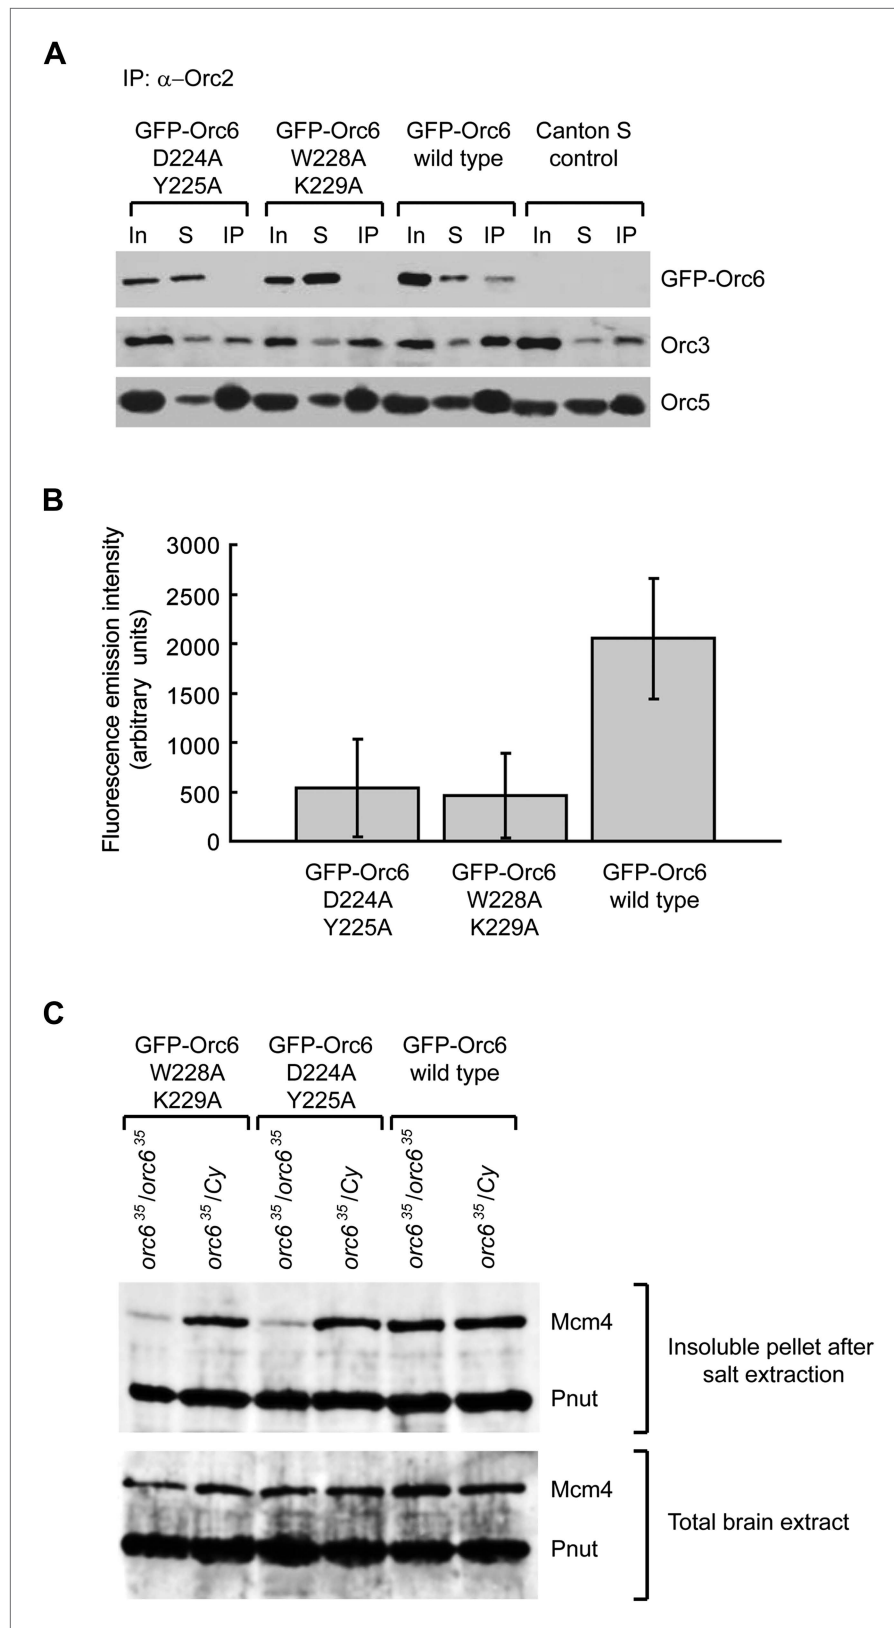 A
IP: α–Orc2
GFP-Orc6 GFP-Orc6 GFP-Orc6 Canton S
D224A W228A wild type control
Y225A K229A
In S IP In S IP In S IP In S IP
GFP-Orc6
Orc3
Orc5
B
Fluorescence emission intensity
(arbitrary units)
3000
2500
2000
1500
1000
500
0
GFP-Orc6 GFP-Orc6 GFP-Orc6
D224A W228A wild type
Y225A K229A
C
GFP-Orc6 GFP-Orc6 GFP-Orc6
W228A D224A wild type
K229A Y225A
orc6³⁵/orc6³⁵ orc6³⁵/Cy orc6³⁵/orc6³⁵ orc6³⁵/Cy orc6³⁵/orc6³⁵ orc6³⁵/Cy
Mcm4
Pnut
Insoluble pellet after
salt extraction
Mcm4
Pnut
Total brain extract